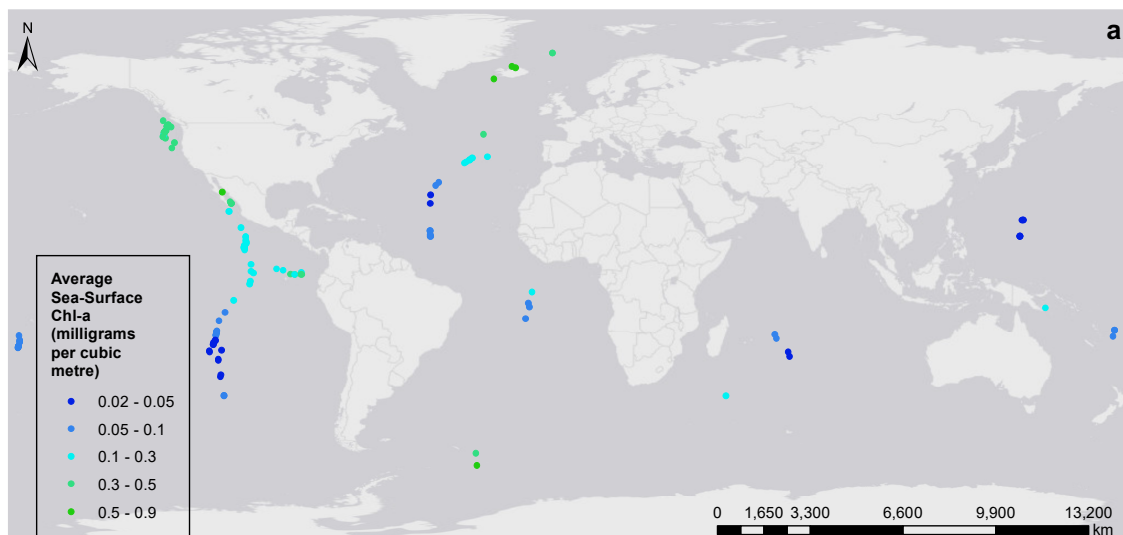 N
a
Average
Sea-Surface
Chl-a
(milligrams
per cubic
metre)
0.02 - 0.05
0.05 - 0.1
0.1 - 0.3
0.3 - 0.5
0.5 - 0.9
0 1,650 3,300 6,600 9,900 13,200
km